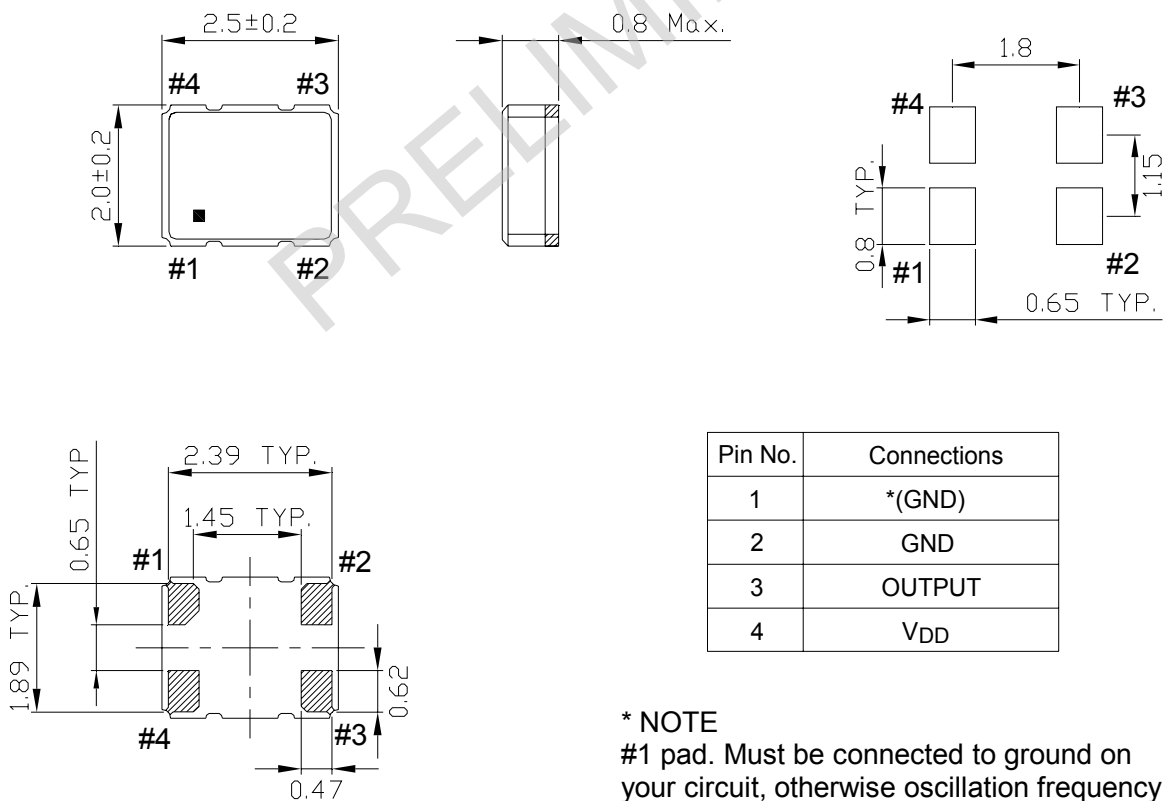 2.5±0.2
0.8 Max.
PRELIM
1.8
#4
#3
2.0±0.2
#1
#2
#4
#3
1.15
0.8 TYP.
#1
#2
0.65 TYP.
2.39 TYP.
1.45 TYP.
0.65 TYP
#1
#2
1.89 TYP.
0.62
#4
#3
0.47
Pin No. Connections
1 *(GND)
2 GND
3 OUTPUT
4 VDD
* NOTE
#1 pad. Must be connected to ground on
your circuit, otherwise oscillation frequency